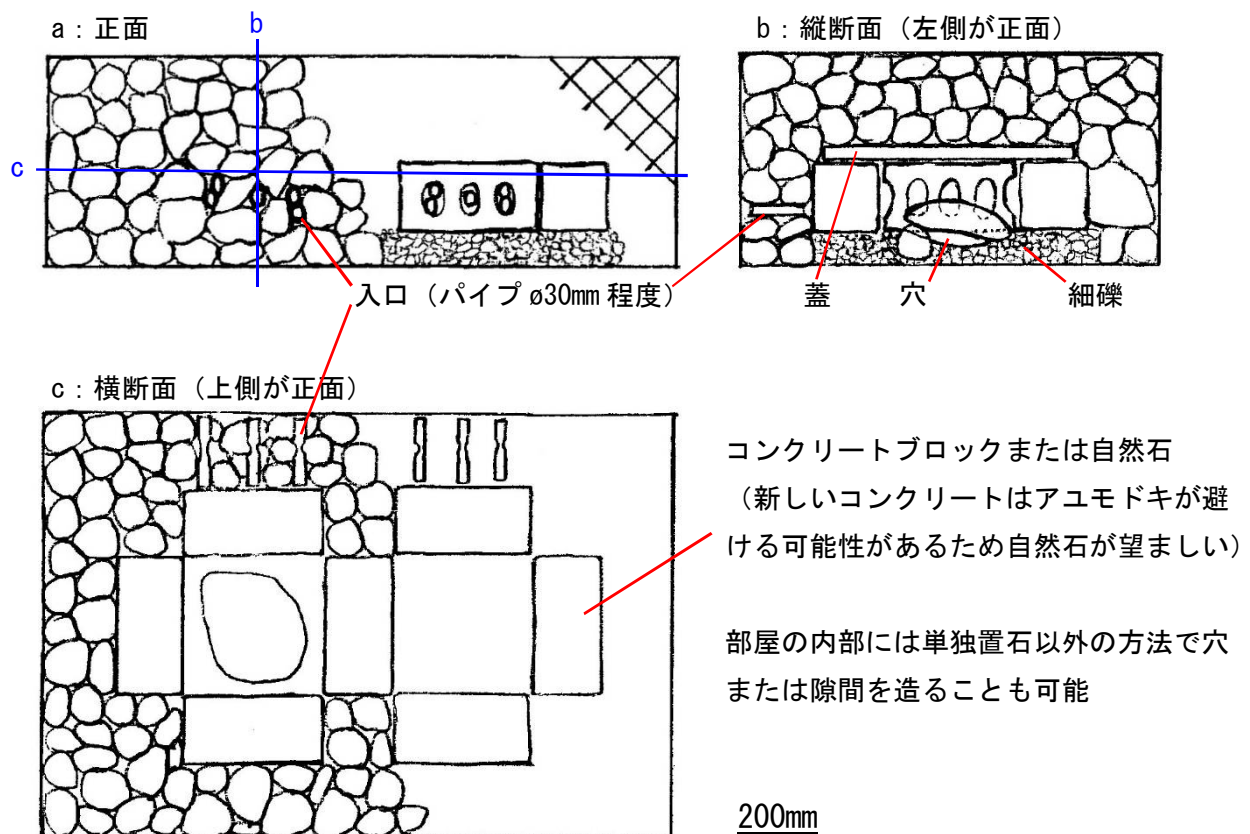 a：正面
b
b：縦断面（左側が正面）
c
入口（パイプ ø30mm 程度）
蓋
穴
細礫
c：横断面（上側が正面）
コンクリートブロックまたは自然石
（新しいコンクリートはアユモドキが避
ける可能性があるため自然石が望ましい）
部屋の内部には単独置石以外の方法で穴
または隙間を造ることも可能
200mm